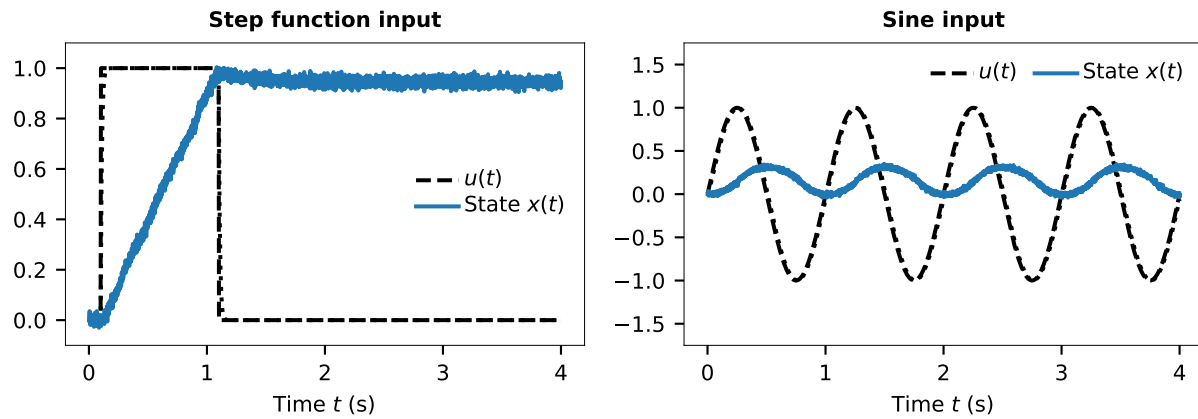 Step function input
1.0
0.8
0.6
0.4
0.2
0.0
u(t)
State x(t)
0 1 2 3 4
Time t (s)
Sine input
1.5
1.0
0.5
0.0
−0.5
−1.0
−1.5
u(t) State x(t)
0 1 2 3 4
Time t (s)